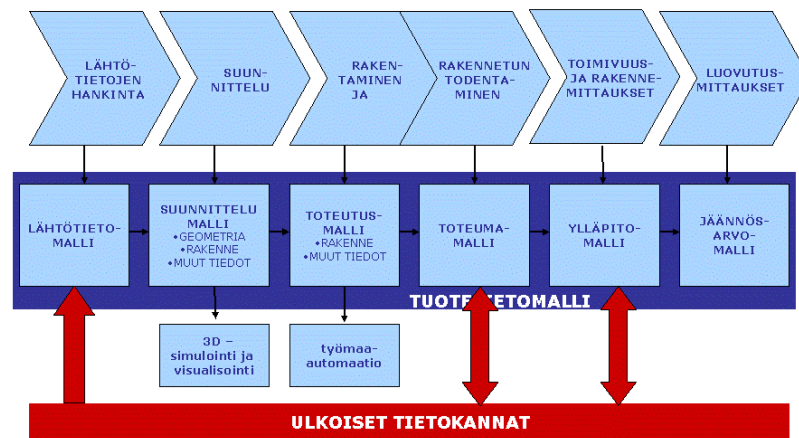 LÄHTÖ-
TIETOJEN
HANKINTA
SUUN-
NITTELU
RAKEN-
TAMINEN
JA
RAKENNETUN
TODENTA-
MINEN
TOIMIVUUS-
JA RAKENNE-
MITTAUKSET
LUOVUTUS-
MITTAUKSET
LÄHTÖTIETO-
MALLI
SUUNNITTELU
MALLI
•GEOMETRIA
•RAKENNE
•MUUT TIEDOT
TOTEUTUS-
MALLI
•RAKENNE
•MUUT TIEDOT
TOTEUMA-
MALLI
YLLÄPITO-
MALLI
JÄÄNNÖS-
ARVO-
MALLI
TUOTETIETOMALLI
3D –
simulointi ja
visualisointi
työmaa-
automaatio
ULKOISET TIETOKANNAT